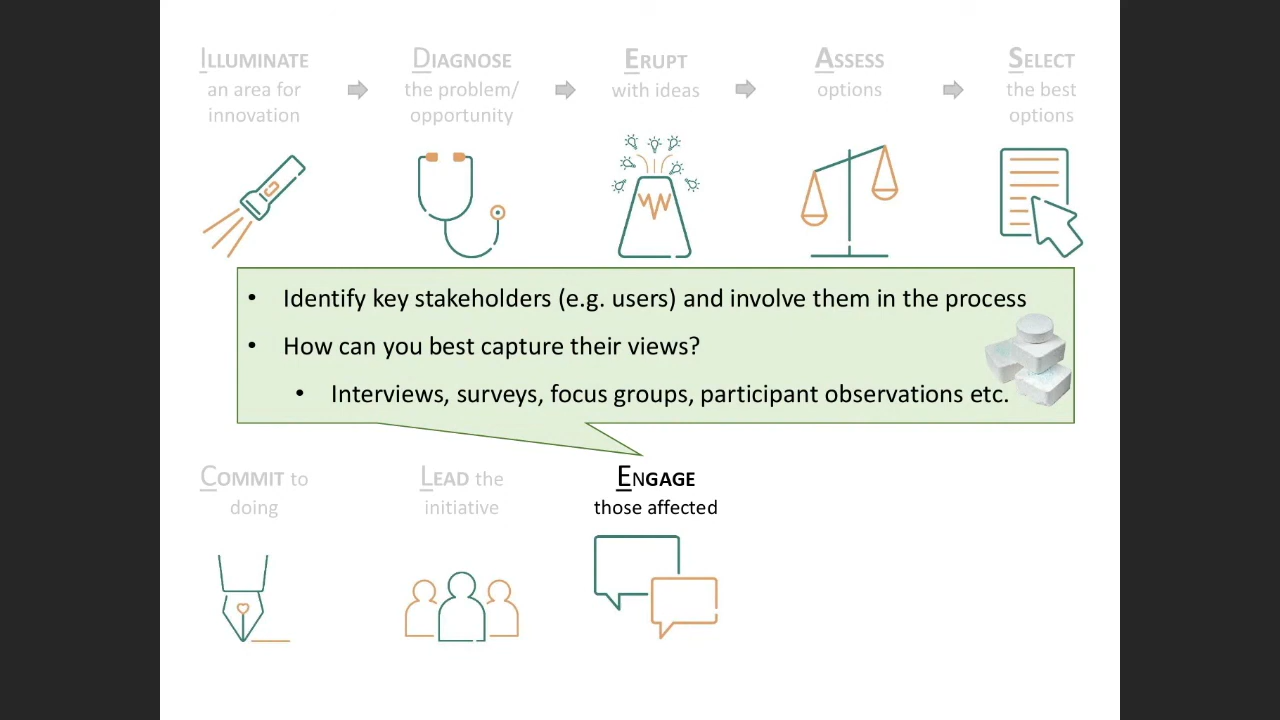 ILLUMINATE
an area for
innovation
DIAGNOSE
the problem/
opportunity
ERUPT
with ideas
ASSESS
options
SELECT
the best
options
• Identify key stakeholders (e.g. users) and involve them in the process
• How can you best capture their views?
• Interviews, surveys, focus groups, participant observations etc.
COMMIT to
doing
LEAD the
initiative
ENGAGE
those affected